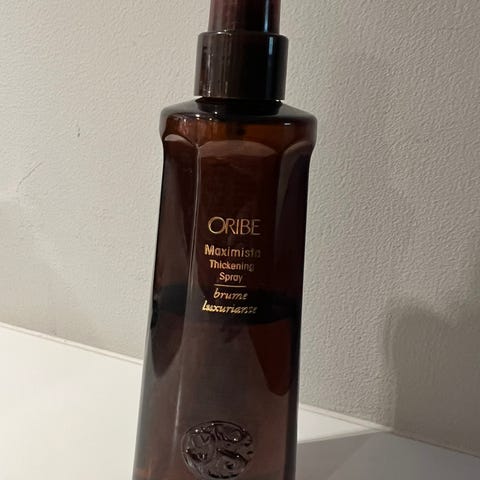 ORIBE
Maximista
Thickening
Spray
brume
luxuriante